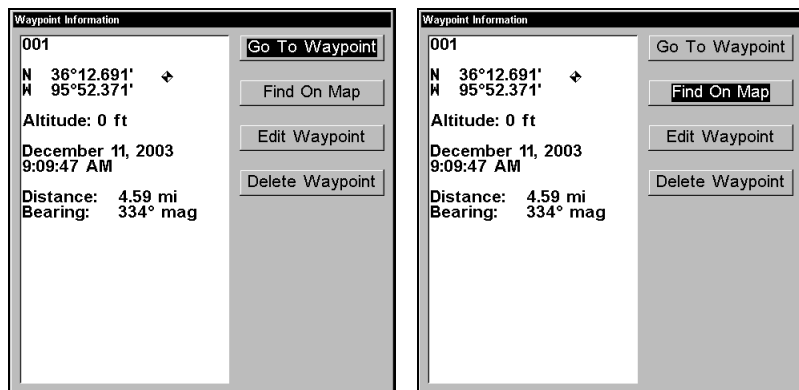 Waypoint Information
001
N 36°12.691'
W 95°52.371'
Altitude: 0 ft
December 11, 2003
9:09:47 AM
Distance: 4.59 mi
Bearing: 334° mag
Go To Waypoint
Find On Map
Edit Waypoint
Delete Waypoint
Waypoint Information
001
N 36°12.691'
W 95°52.371'
Altitude: 0 ft
December 11, 2003
9:09:47 AM
Distance: 4.59 mi
Bearing: 334° mag
Go To Waypoint
Find On Map
Edit Waypoint
Delete Waypoint